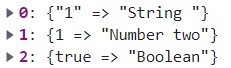 0: {"1" => "String "}
1: {1 => "Number two"}
2: {true => "Boolean"}